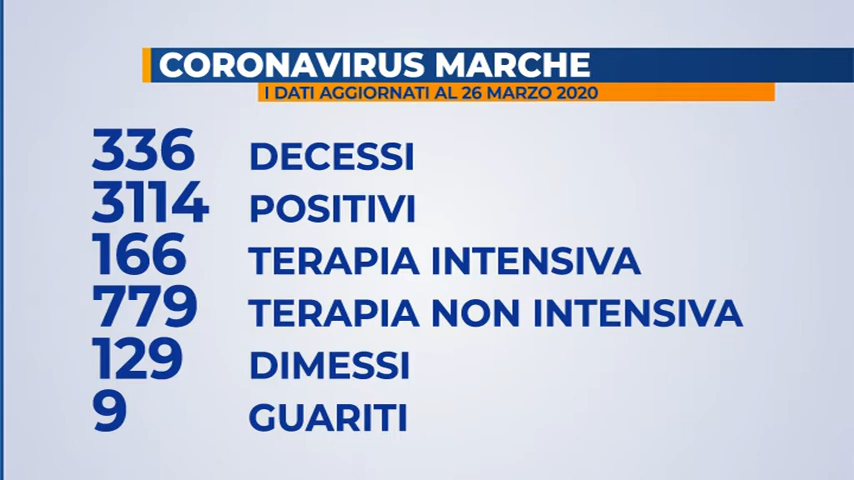 CORONAVIRUS MARCHE
I DATI AGGIORNATI AL 26 MARZO 2020
336 DECESSI
3114 POSITIVI
166 TERAPIA INTENSIVA
779 TERAPIA NON INTENSIVA
129 DIMESSI
9 GUARITI